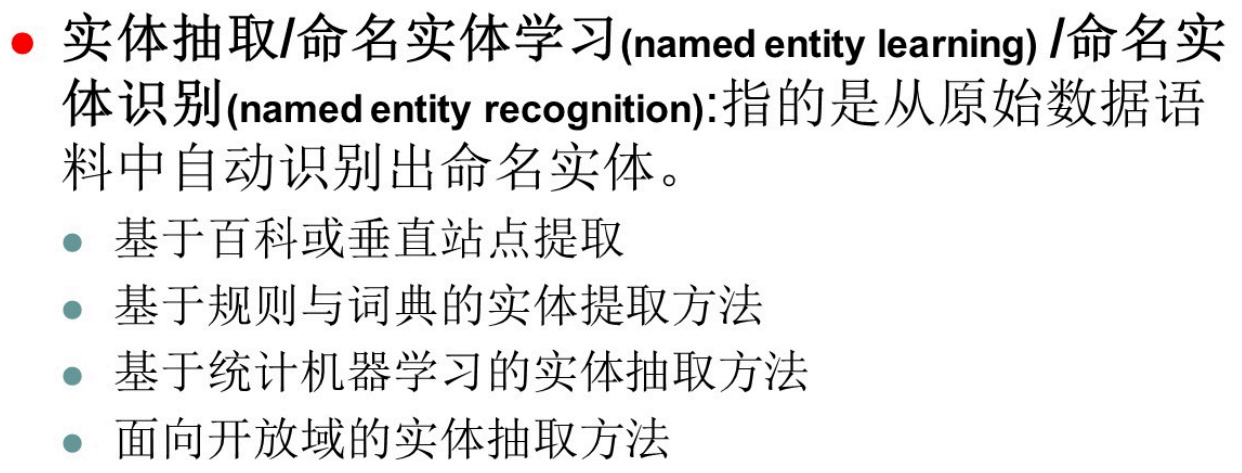 ● 实体抽取/命名实体学习(named entity learning) /命名实
体识别(named entity recognition):指的是从原始数据语
料中自动识别出命名实体。
● 基于百科或垂直站点提取
● 基于规则与词典的实体提取方法
● 基于统计机器学习的实体抽取方法
● 面向开放域的实体抽取方法